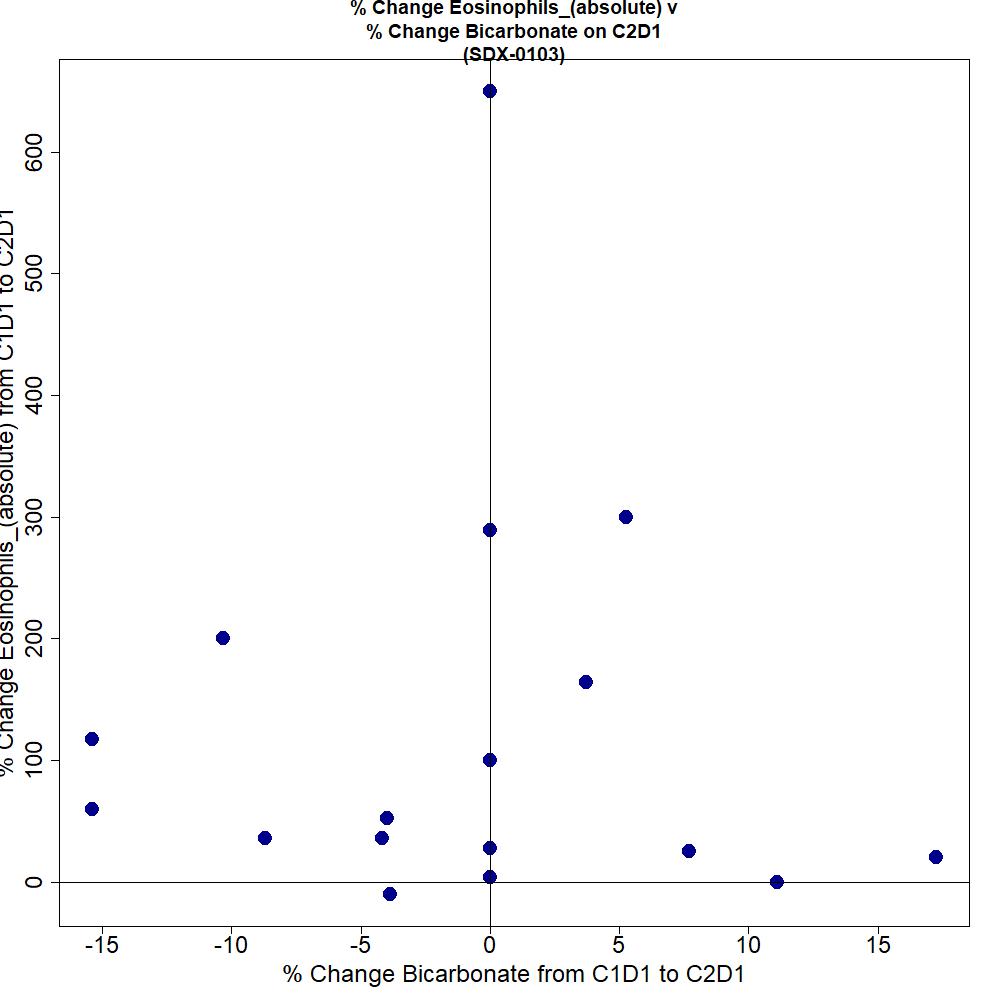 % Change Eosinophils_(absolute) v
% Change Bicarbonate on C2D1
(SDX-0103)
600
500
400
300
200
100
0
% Change Eosinophils_(absolute) from C1D1 to C2D1
-15
-10
-5
0
5
10
15
% Change Bicarbonate from C1D1 to C2D1